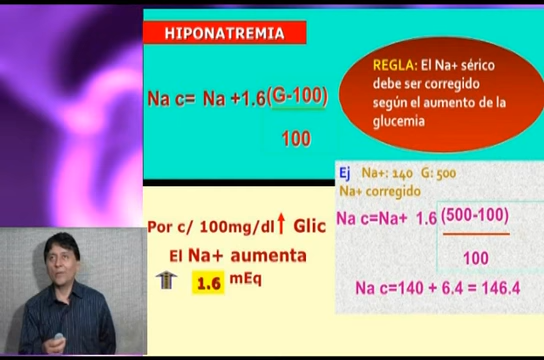 HIPONATREMIA
Na c= Na +1.6(G-100)
100
REGLA: El Na+ sérico
debe ser corregido
según el aumento de la
glucemia
Por c/ 100mg/dl↑ Glic
El Na+ aumenta
1.6 mEq
Ej Na+: 140 G: 500
Na+ corregido
Na c=Na+ 1.6 (500-100)
100
Na c=140 + 6.4 = 146.4